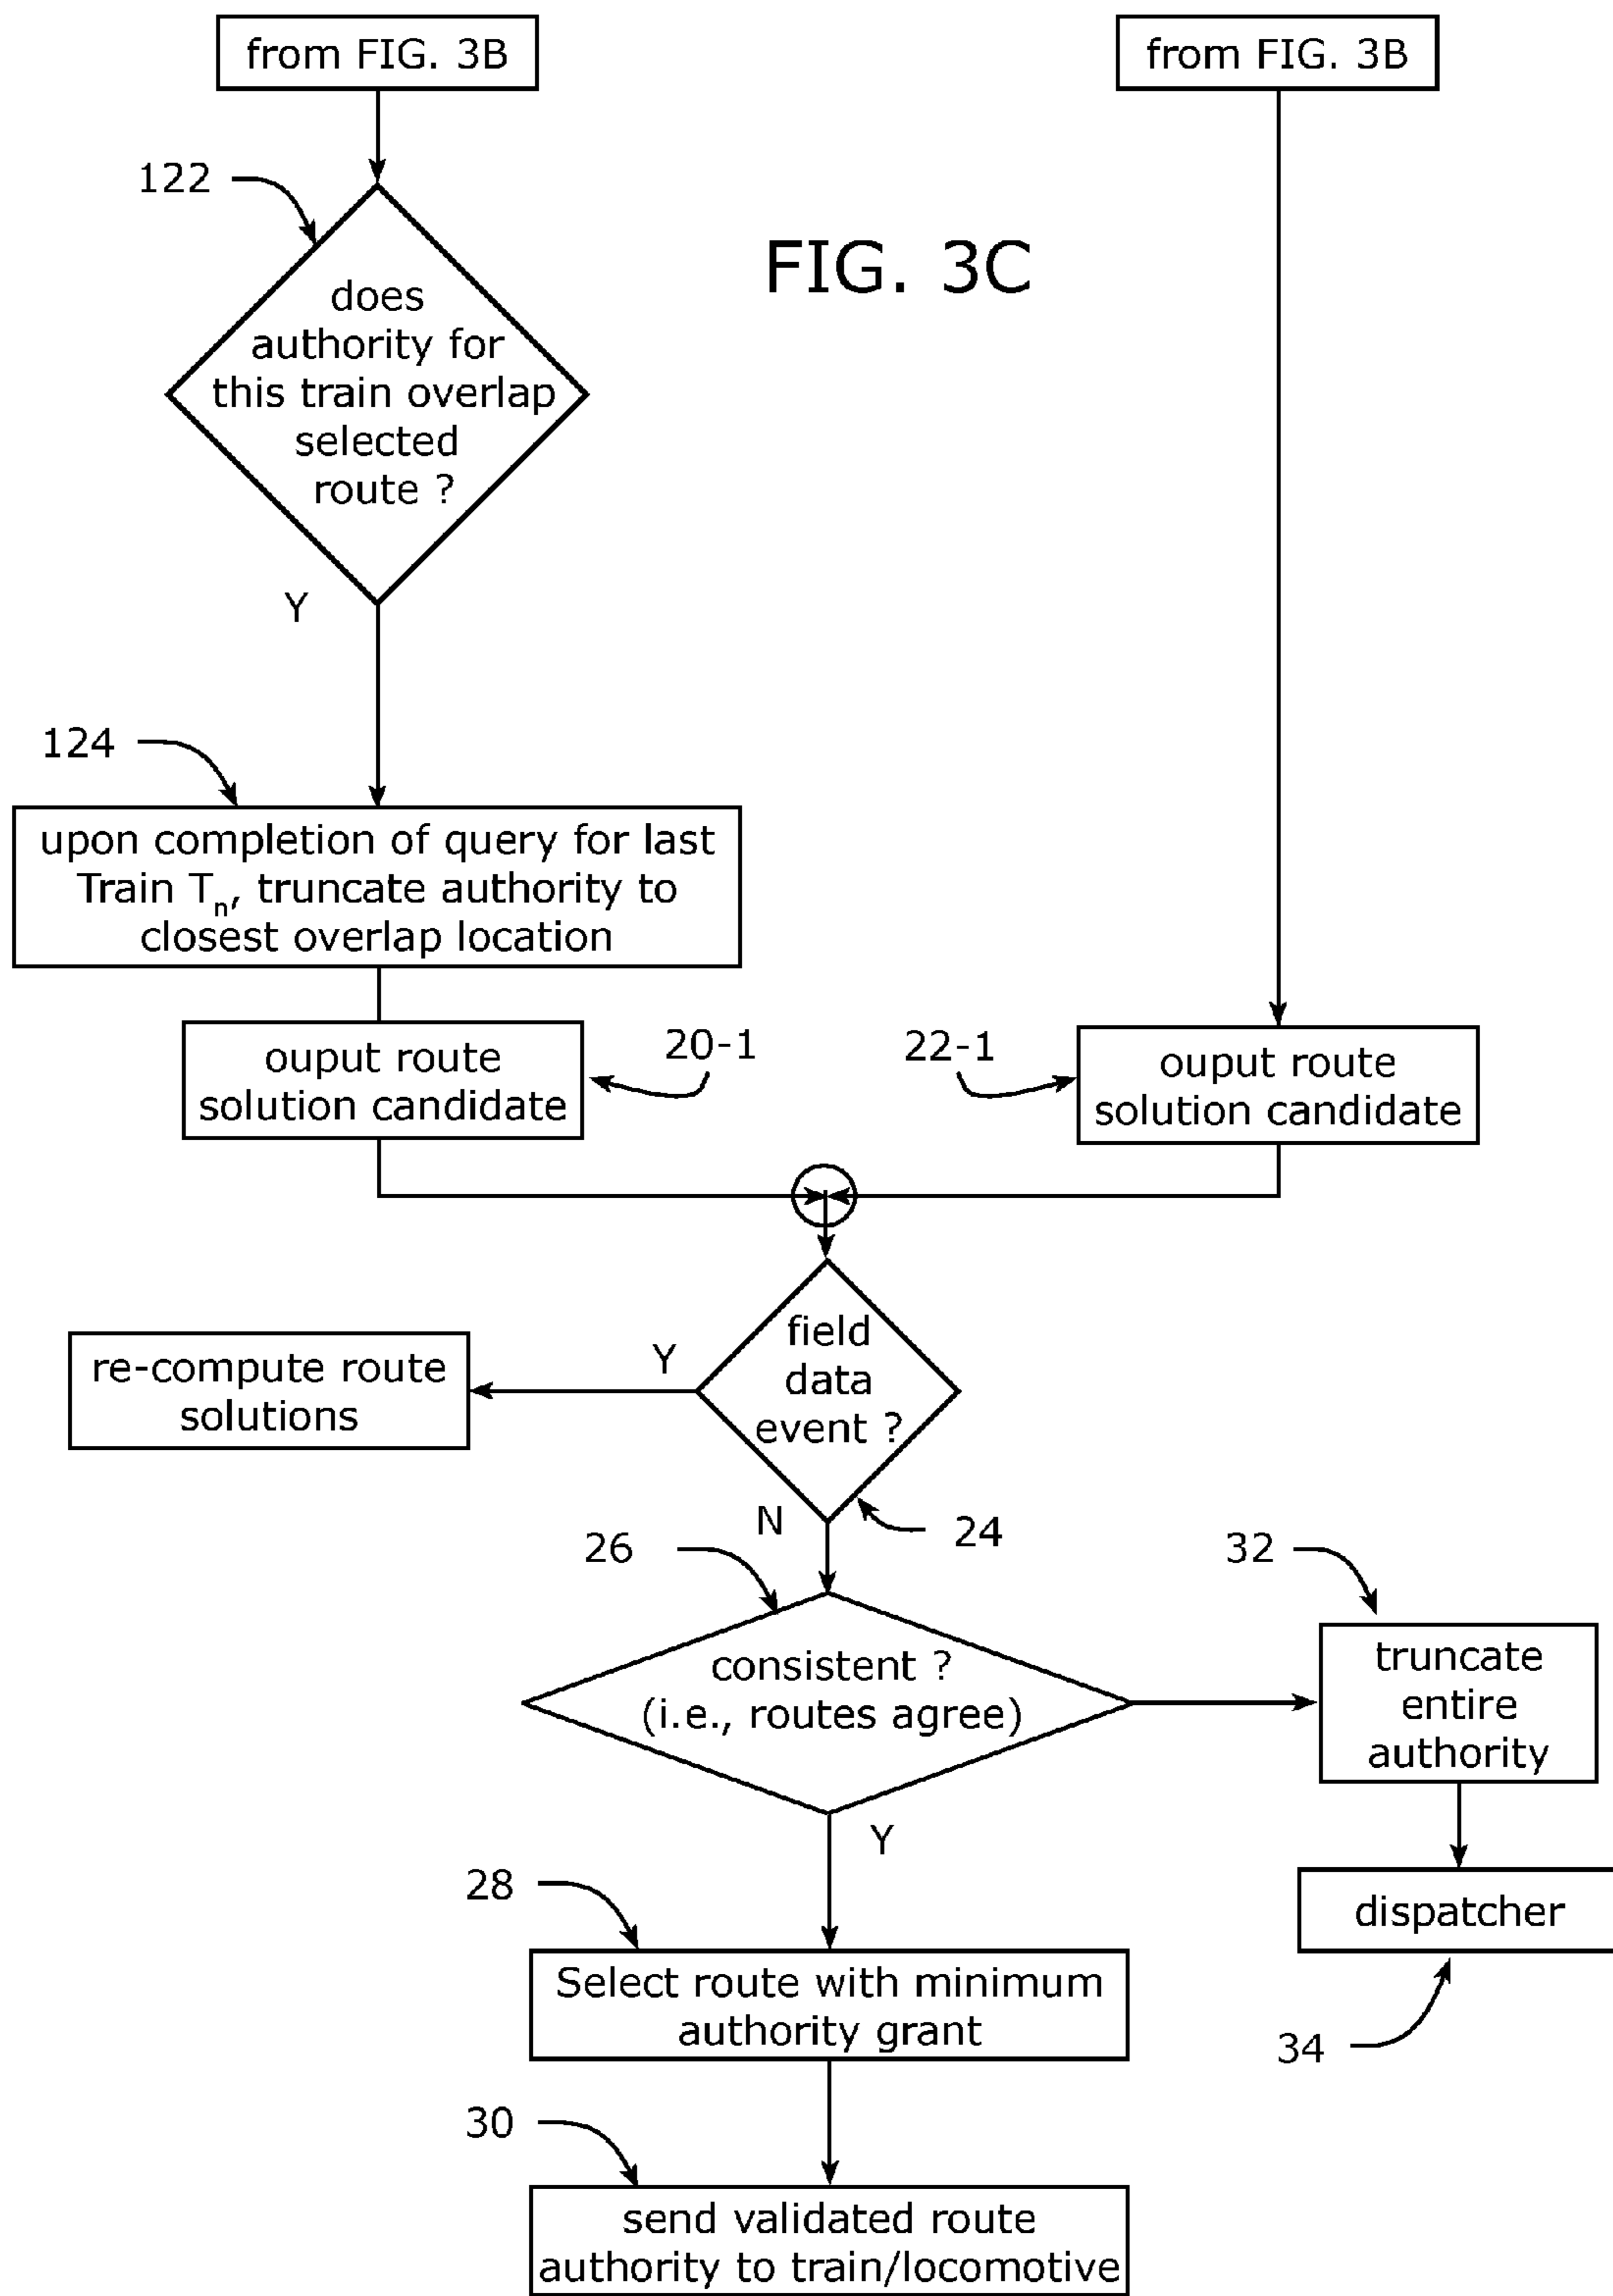 from FIG. 3B
from FIG. 3B
122
FIG. 3C
does
authority for
this train overlap
selected
route ?
Y
124
upon completion of query for last
Train Tn, truncate authority to
closest overlap location
ouput route
solution candidate
20-1
22-1
ouput route
solution candidate
field
data
event ?
Y
re-compute route
solutions
N
24
26
32
consistent ?
(i.e., routes agree)
truncate
entire
authority
Y
28
dispatcher
Select route with minimum
authority grant
34
30
send validated route
authority to train/locomotive